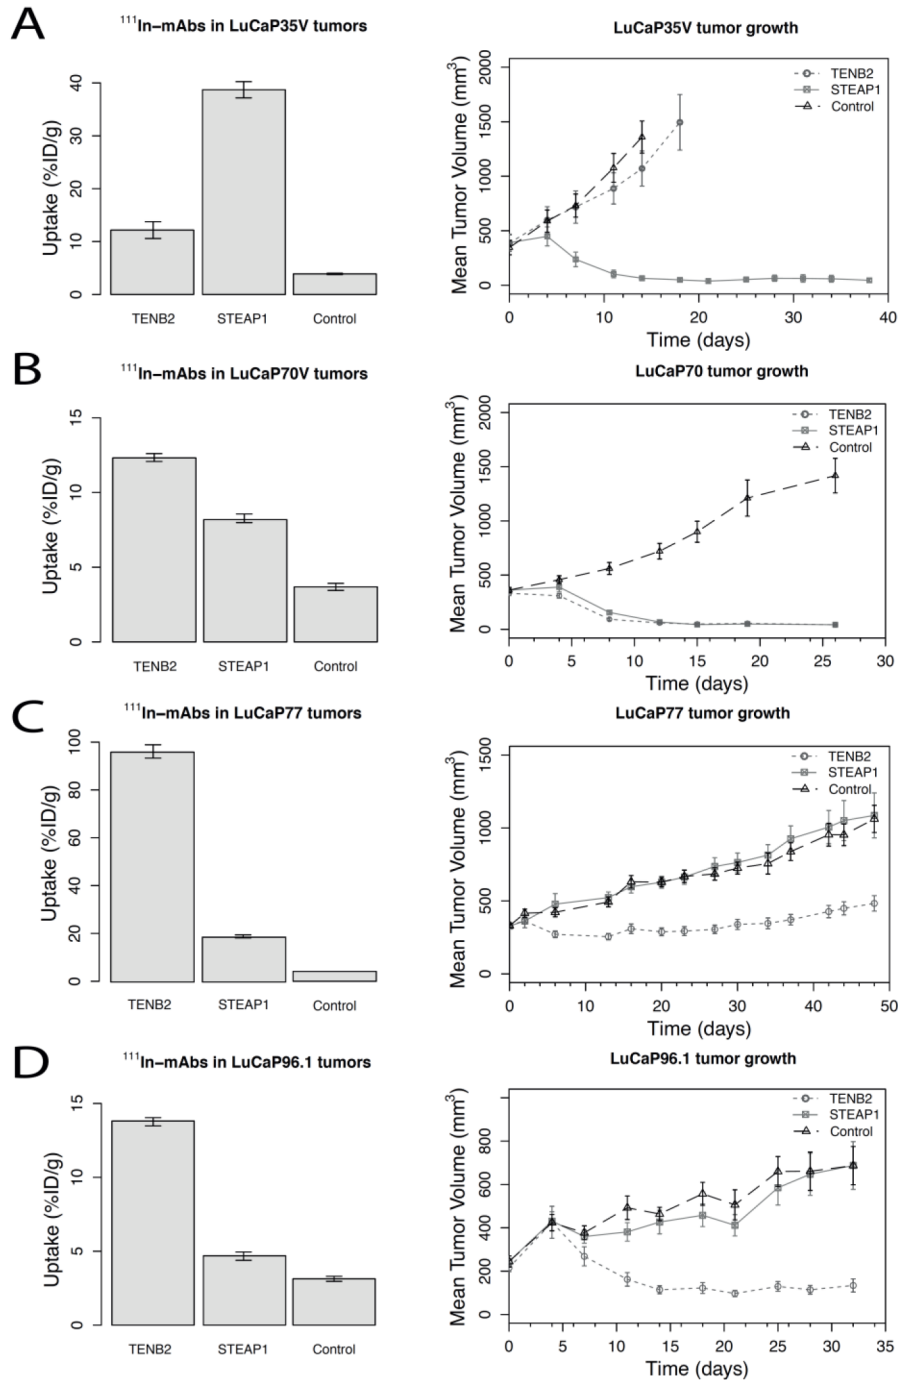 A
¹¹¹In–mAbs in LuCaP35V tumors
Uptake (%ID/g)
40
30
20
10
0
TENB2 STEAP1 Control
LuCaP35V tumor growth
Mean Tumor Volume (mm³)
2000
1500
1000
500
0
TENB2
STEAP1
Control
0 10 20 30 40
Time (days)
B
¹¹¹In–mAbs in LuCaP70V tumors
Uptake (%ID/g)
15
10
5
0
TENB2 STEAP1 Control
LuCaP70 tumor growth
Mean Tumor Volume (mm³)
2000
1500
1000
500
0
TENB2
STEAP1
Control
0 5 10 15 20 25 30
Time (days)
C
¹¹¹In–mAbs in LuCaP77 tumors
Uptake (%ID/g)
100
80
60
40
20
0
TENB2 STEAP1 Control
LuCaP77 tumor growth
Mean Tumor Volume (mm³)
1500
1000
500
0
TENB2
STEAP1
Control
0 10 20 30 40 50
Time (days)
D
¹¹¹In–mAbs in LuCaP96.1 tumors
Uptake (%ID/g)
15
10
5
0
TENB2 STEAP1 Control
LuCaP96.1 tumor growth
Mean Tumor Volume (mm³)
800
600
400
200
0
TENB2
STEAP1
Control
0 5 10 15 20 25 30 35
Time (days)